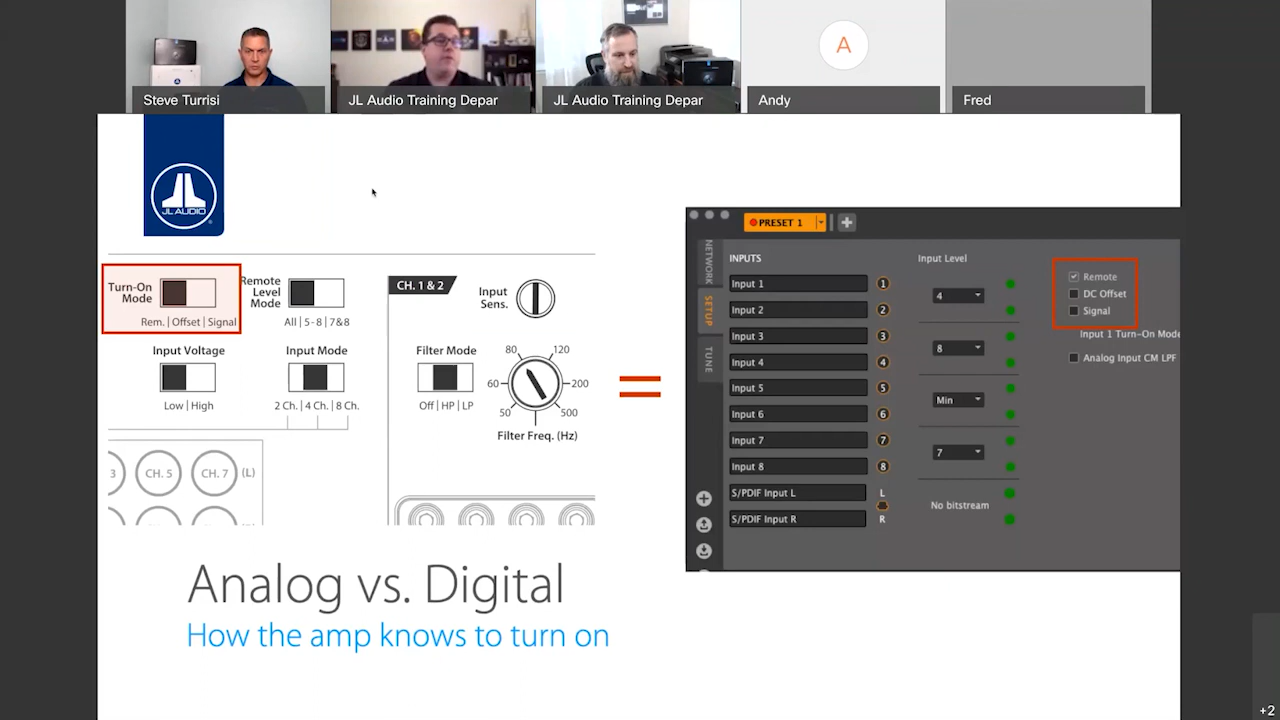 Steve Turrisi
JL Audio Training Depar
JL Audio Training Depar
A
Andy
Fred
JL AUDIO
Turn-On
Mode
Rem. | Offset | Signal
Remote
Level
Mode
All | 5-8 | 7&8
CH. 1 & 2
Input
Sens.
Input Voltage
Low | High
Input Mode
2 Ch. | 4 Ch. | 8 Ch.
Filter Mode
Off | HP | LP
80
120
60
200
50
500
Filter Freq. (Hz)
3
CH. 5
CH. 7
(L)
=
PRESET 1
NETWORK
SETUP
TUNE
INPUTS
Input Level
Input 1
1
Input 2
2
Input 3
3
Input 4
4
Input 5
5
Input 6
6
Input 7
7
Input 8
8
S/PDIF Input L
L
S/PDIF Input R
R
4
8
Min
7
No bitstream
Remote
DC Offset
Signal
Input 1 Turn-On Mode
Analog Input CM LPF
Analog vs. Digital
How the amp knows to turn on
+2